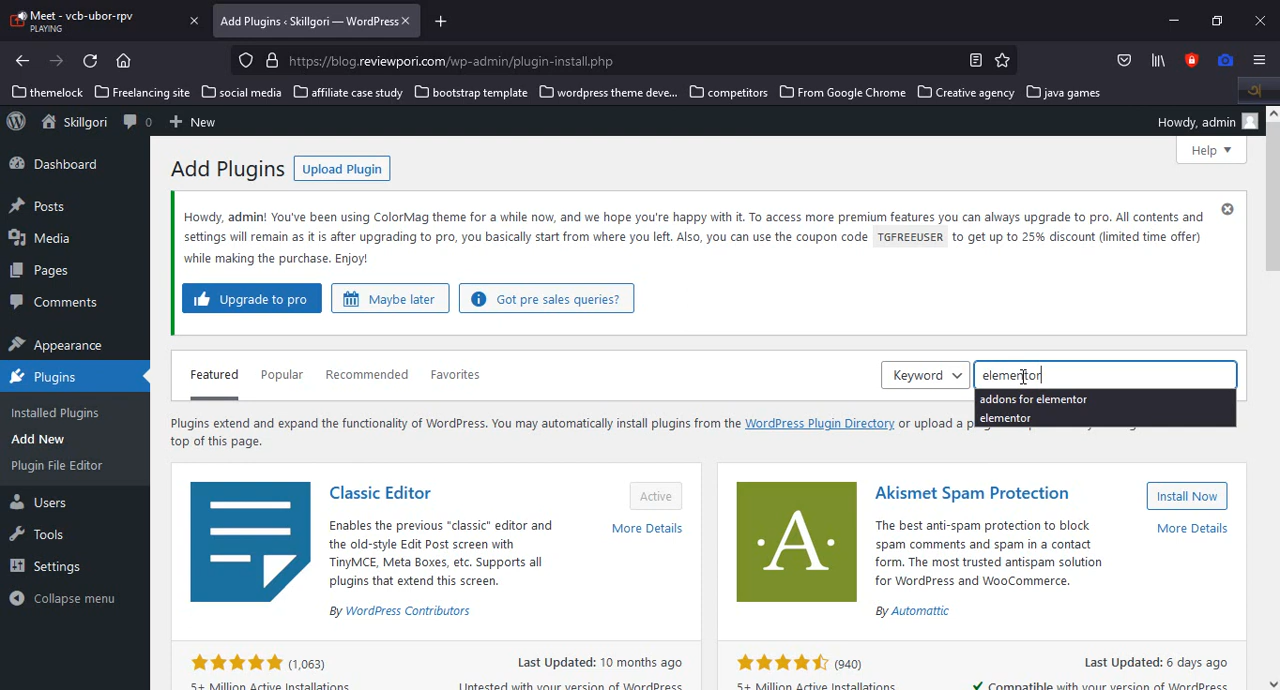 Meet - vcb-ubor-rpv
PLAYING
Add Plugins ‹ Skillgori — WordPress
https://blog.reviewpori.com/wp-admin/plugin-install.php
themelock Freelancing site social media affiliate case study bootstrap template wordpress theme deve... competitors From Google Chrome Creative agency java games
Skillgori 0 New Howdy, admin
Dashboard
Posts
Media
Pages
Comments
Appearance
Plugins
Installed Plugins
Add New
Plugin File Editor
Users
Tools
Settings
Collapse menu
Help
Add Plugins Upload Plugin
Howdy, admin! You've been using ColorMag theme for a while now, and we hope you're happy with it. To access more premium features you can always upgrade to pro. All contents and
settings will remain as it is after upgrading to pro, you basically start from where you left. Also, you can use the coupon code TGFREEUSER to get up to 25% discount (limited time offer)
while making the purchase. Enjoy!
Upgrade to pro Maybe later Got pre sales queries?
Featured Popular Recommended Favorites Keyword elementor
addons for elementor
elementor
Plugins extend and expand the functionality of WordPress. You may automatically install plugins from the WordPress Plugin Directory or upload a
top of this page.
Classic Editor
Active
More Details
Enables the previous "classic" editor and
the old-style Edit Post screen with
TinyMCE, Meta Boxes, etc. Supports all
plugins that extend this screen.
By WordPress Contributors
(1,063) Last Updated: 10 months ago
5+ Million Active Installations Untested with your version of WordPress
Akismet Spam Protection
Install Now
More Details
The best anti-spam protection to block
spam comments and spam in a contact
form. The most trusted antispam solution
for WordPress and WooCommerce.
By Automattic
(940) Last Updated: 6 days ago
5+ Million Active Installations Compatible with your version of WordPress